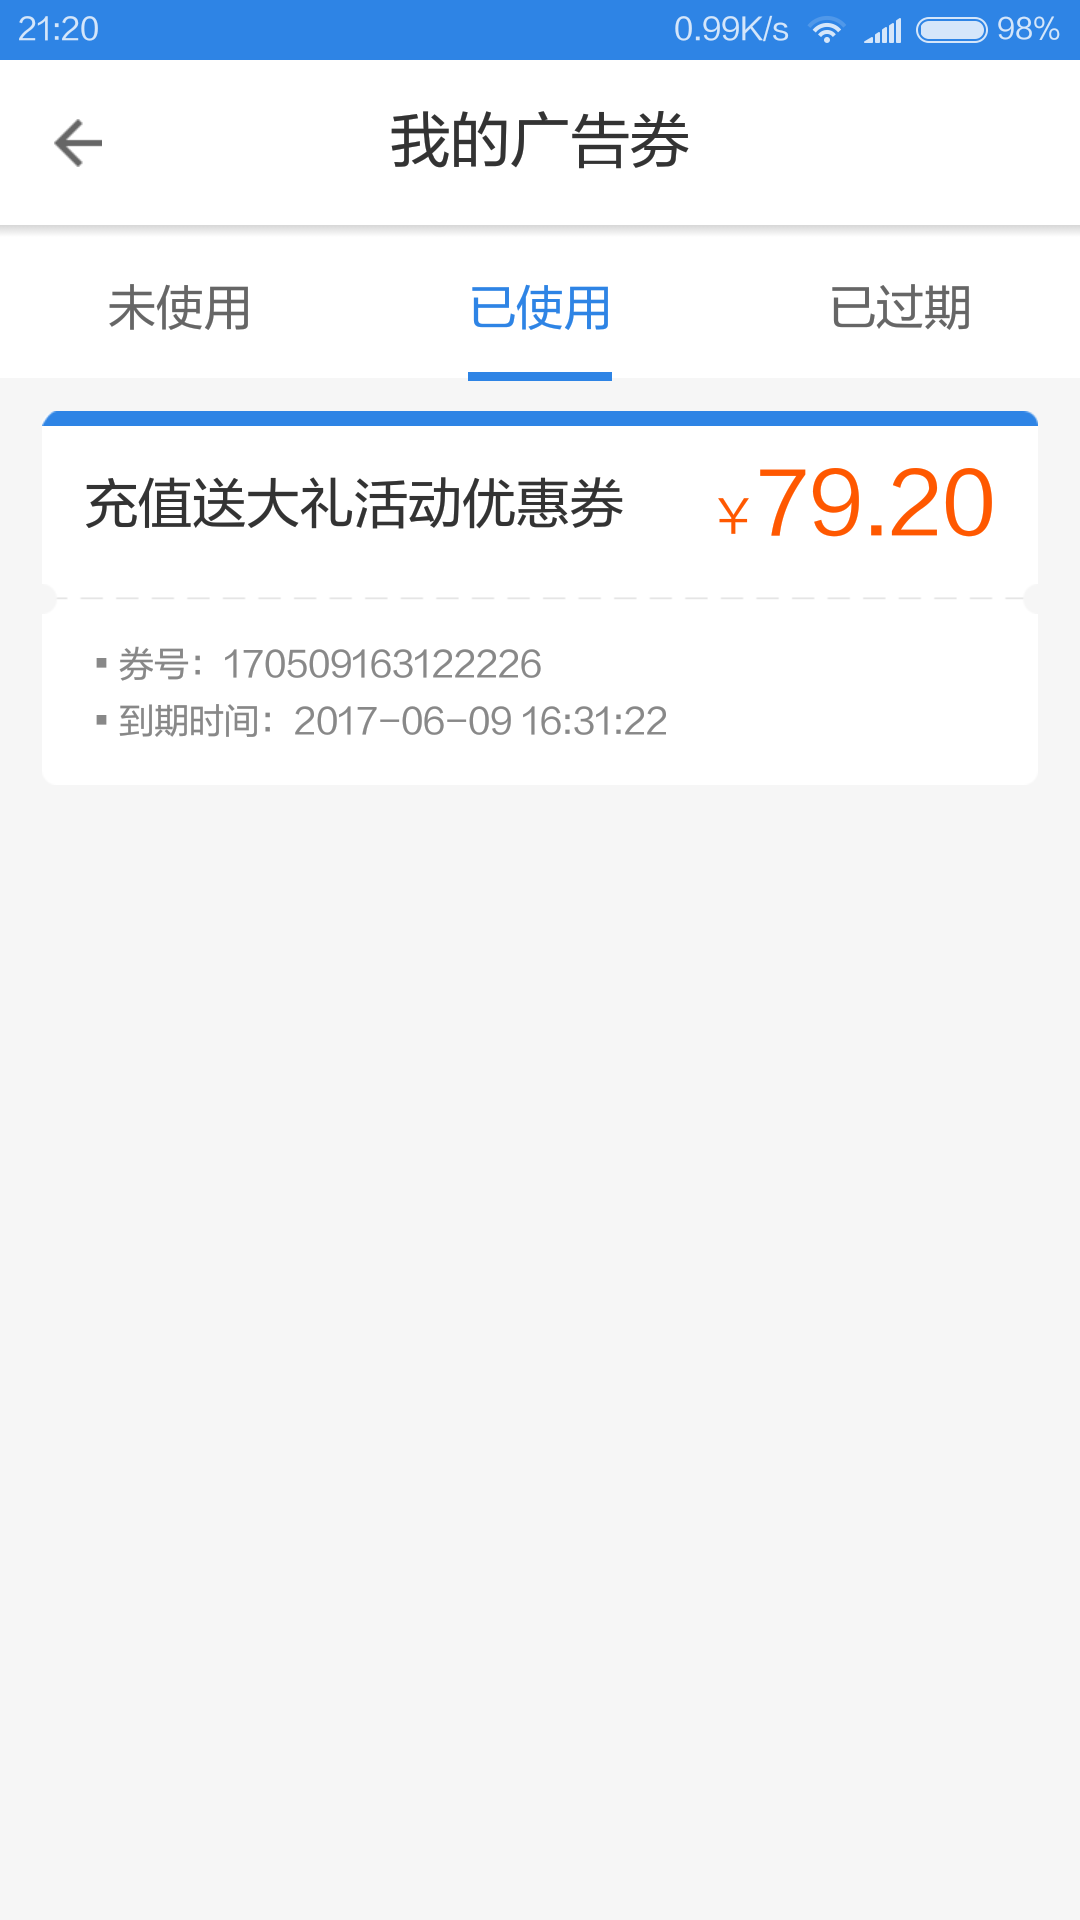 21:20 0.99K/s 98%
我的广告券
未使用 已使用 已过期
充值送大礼活动优惠券 ¥79.20
▪ 券号：170509163122226
▪ 到期时间：2017-06-09 16:31:22